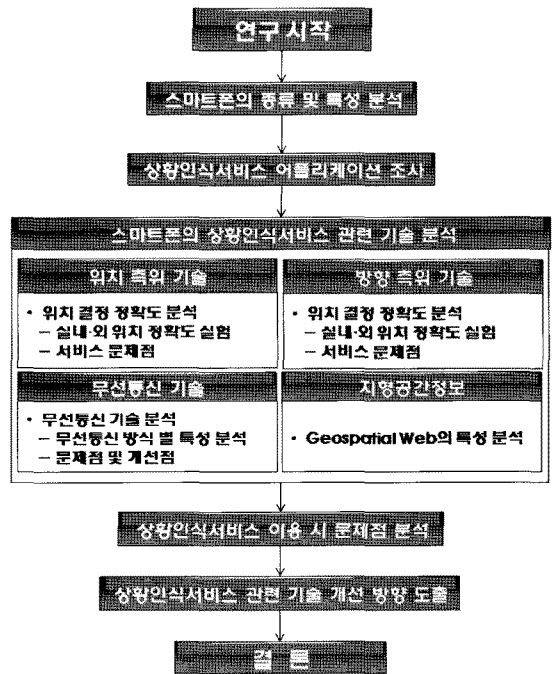 연구 시작
스마트폰의 종류 및 특성 분석
상황인식서비스 어플리케이션 조사
스마트폰의 상황인식서비스 관련 기술 분석
위치 측위 기술
• 위치 결정 정확도 분석
– 실내·외 위치 정확도 실험
– 서비스 문제점
방향 측위 기술
• 위치 결정 정확도 분석
– 실내·외 위치 정확도 실험
– 서비스 문제점
무선통신 기술
• 무선통신 기술 분석
– 무선통신 방식 별 특성 분석
– 문제점 및 개선점
지형공간정보
• Geospatial Web의 특성 분석
상황인식서비스 이용 시 문제점 분석
상황인식서비스 관련 기술 개선 방향 도출
결 론